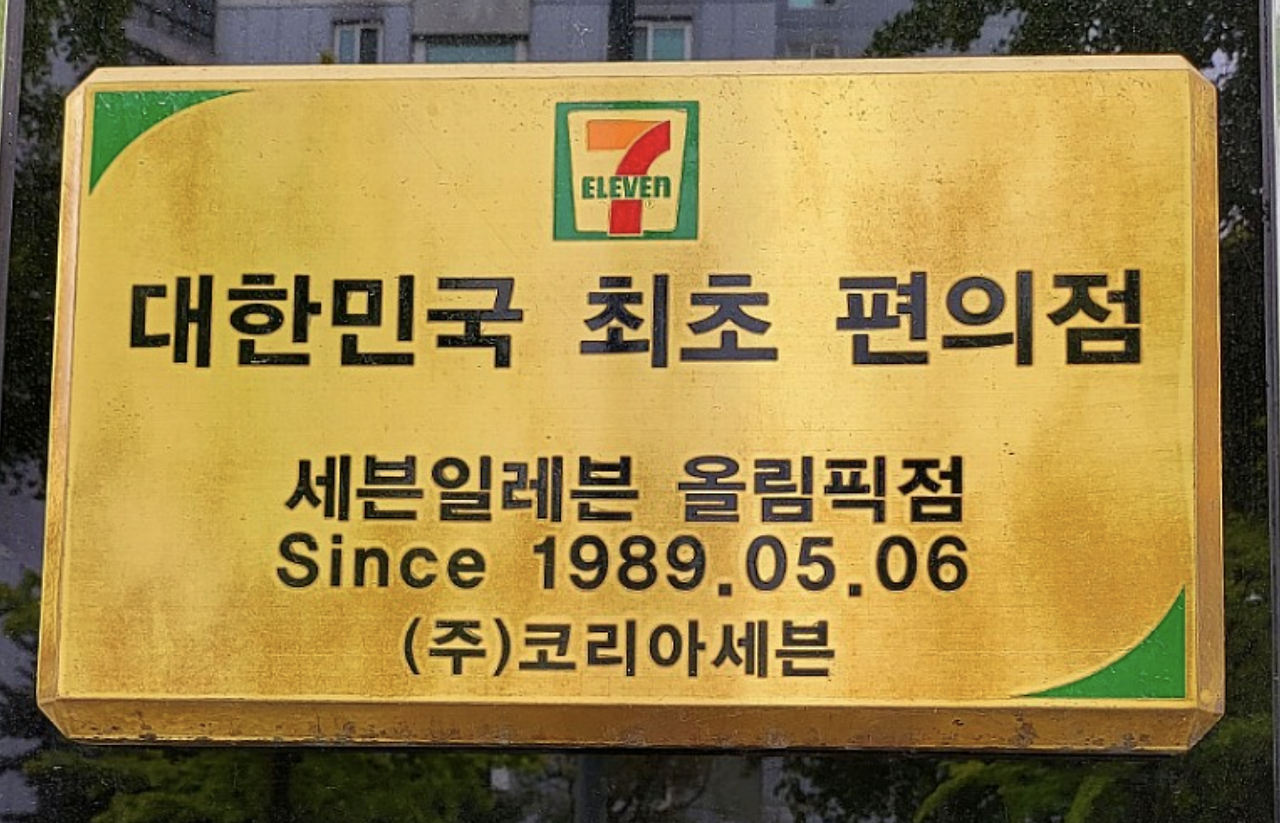 7
ELEVEn
대한민국 최초 편의점
세븐일레븐 올림픽점
Since 1989.05.06
(주)코리아세븐